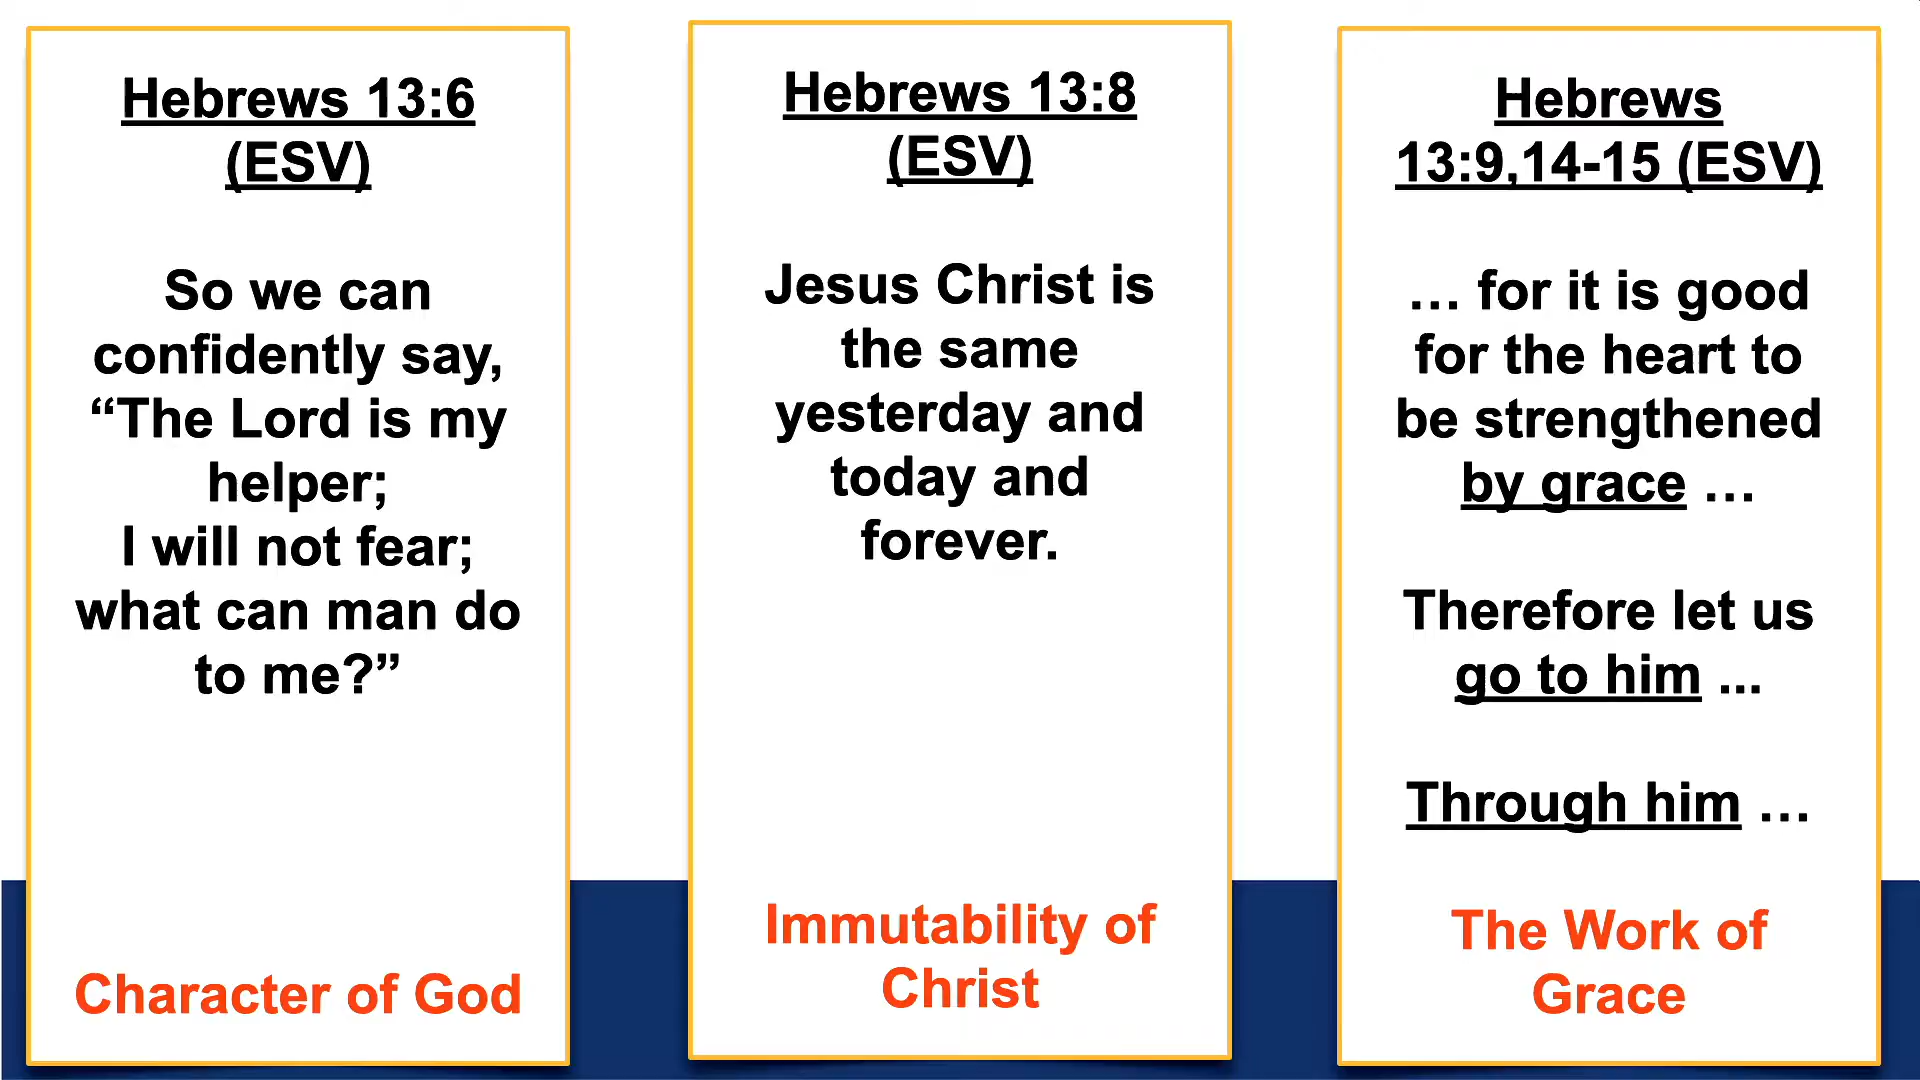 Hebrews 13:6
(ESV)
So we can
confidently say,
“The Lord is my
helper;
I will not fear;
what can man do
to me?”
Character of God
Hebrews 13:8
(ESV)
Jesus Christ is
the same
yesterday and
today and
forever.
Immutability of
Christ
Hebrews
13:9,14-15 (ESV)
… for it is good
for the heart to
be strengthened
by grace …
Therefore let us
go to him ...
Through him …
The Work of
Grace